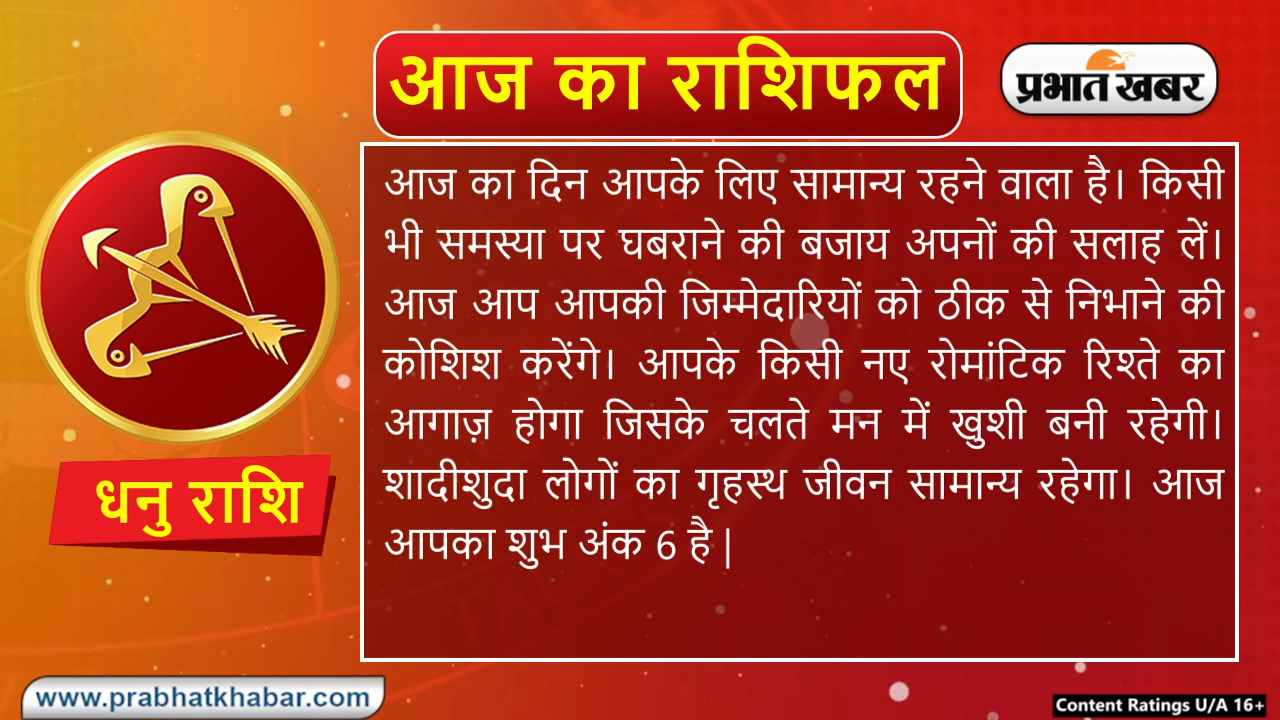 आज का राशिफल
प्रभात खबर
आज का दिन आपके लिए सामान्य रहने वाला है। किसी
भी समस्या पर घबराने की बजाय अपनों की सलाह लें।
आज आप आपकी जिम्मेदारियों को ठीक से निभाने की
कोशिश करेंगे। आपके किसी नए रोमांटिक रिश्ते का
आगाज़ होगा जिसके चलते मन में खुशी बनी रहेगी।
शादीशुदा लोगों का गृहस्थ जीवन सामान्य रहेगा। आज
आपका शुभ अंक 6 है |
धनु राशि
www.prabhatkhabar.com
Content Ratings U/A 16+